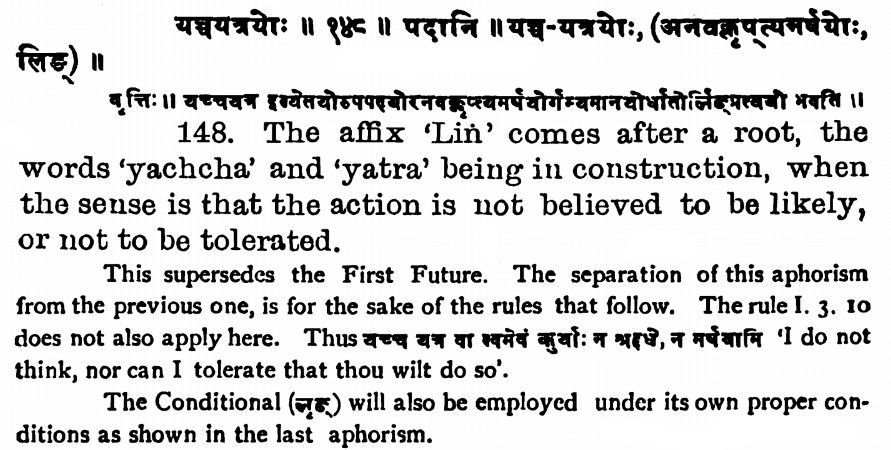 यच्चयत्रयोः ॥ १४८ ॥ पदानि ॥ यच्च-यत्रयोः, (अनवक्लृप्त्यमर्षयोः,
लिङ्) ॥
वृत्तिः ॥ यच्चयत्र इत्येतयोरुपपदयोरनवक्लृप्त्यमर्षयोर्गम्यमानयोर्धातोर्लिङ्प्रत्ययो भवति ॥
148. The affix ‘Liṅ’ comes after a root, the
words ‘yachcha’ and ‘yatra’ being in construction, when
the sense is that the action is not believed to be likely,
or not to be tolerated.
This supersedes the First Future. The separation of this aphorism
from the previous one, is for the sake of the rules that follow. The rule I. 3. 10
does not also apply here. Thus यच्च यत्र वा त्वमेवं कुर्याः न श्रद्दधे, न मर्षयामि ‘I do not
think, nor can I tolerate that thou wilt do so’.
The Conditional (लृङ्) will also be employed under its own proper con-
ditions as shown in the last aphorism.